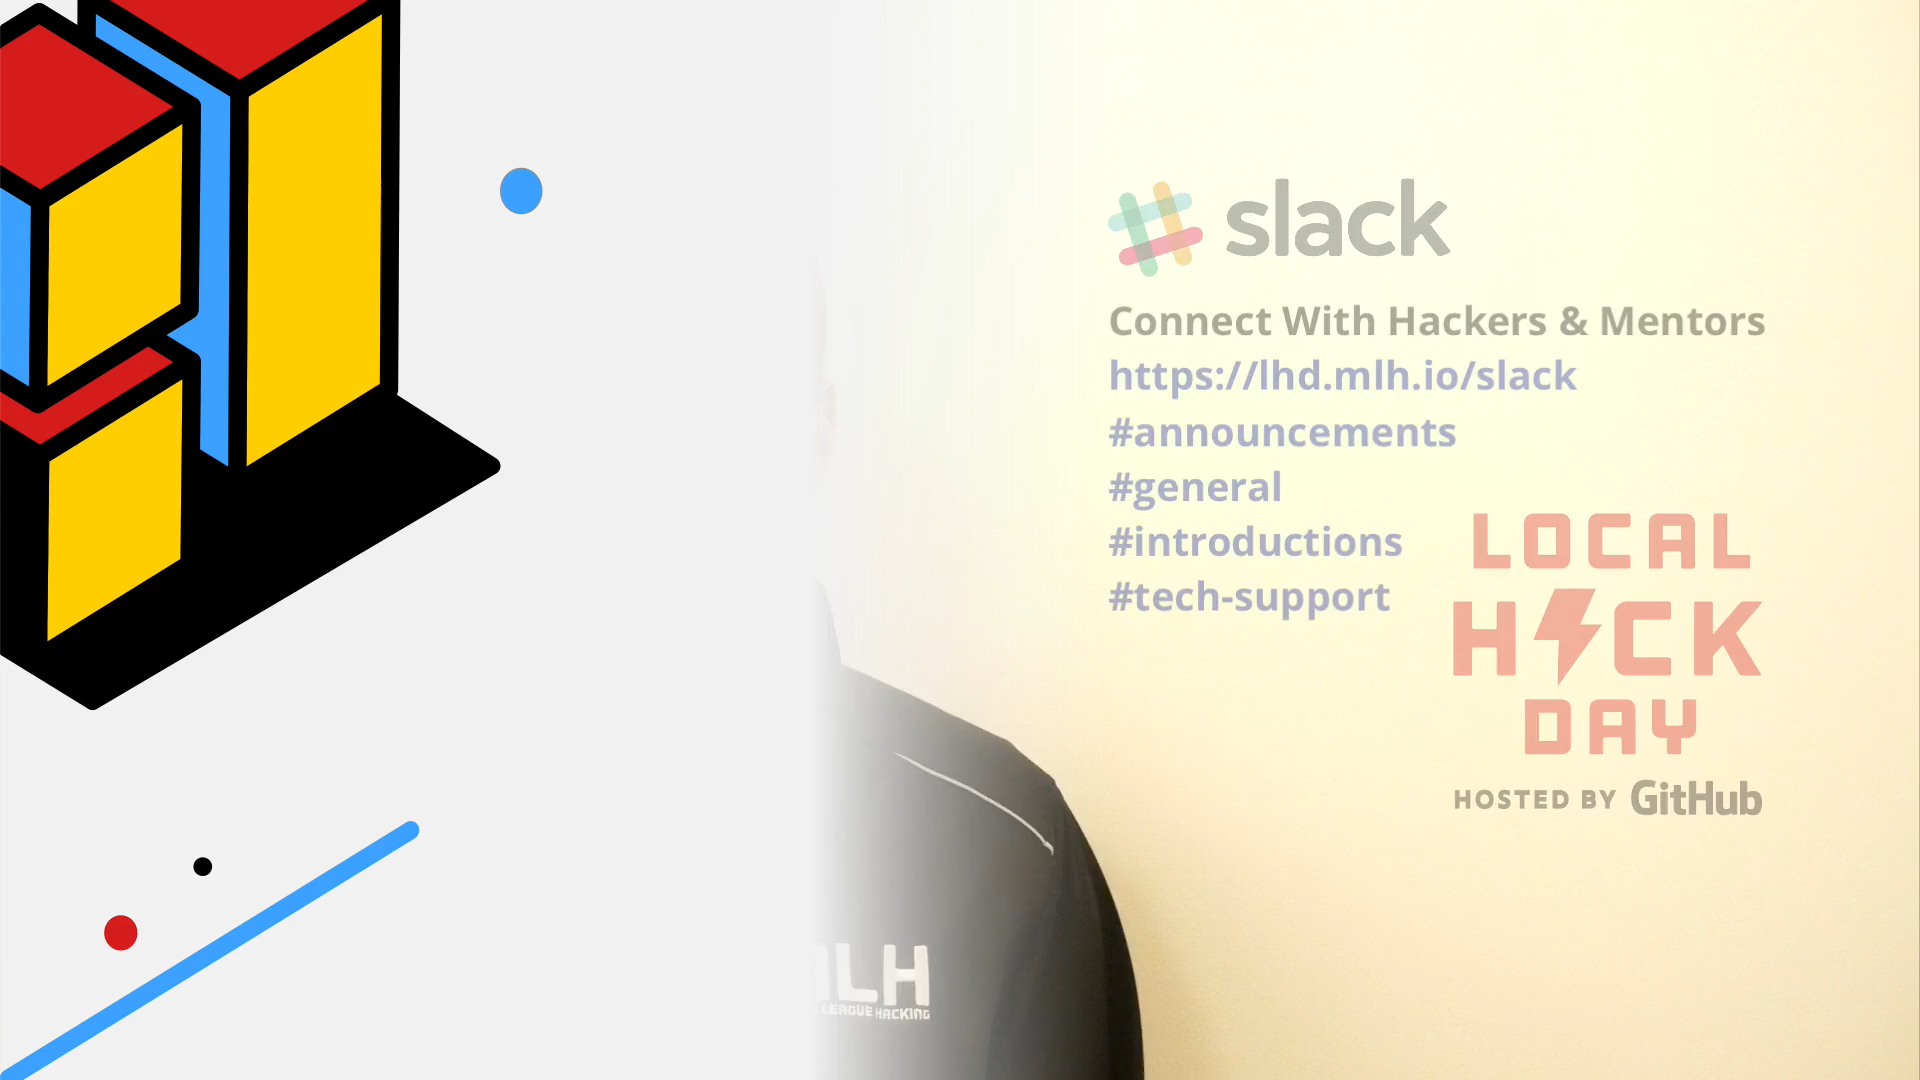 slack
Connect With Hackers & Mentors
https://lhd.mlh.io/slack
#announcements
#general
#introductions
#tech-support
LOCAL
HACK
DAY
HOSTED BY GitHub
LH
LEAGUE HACKING